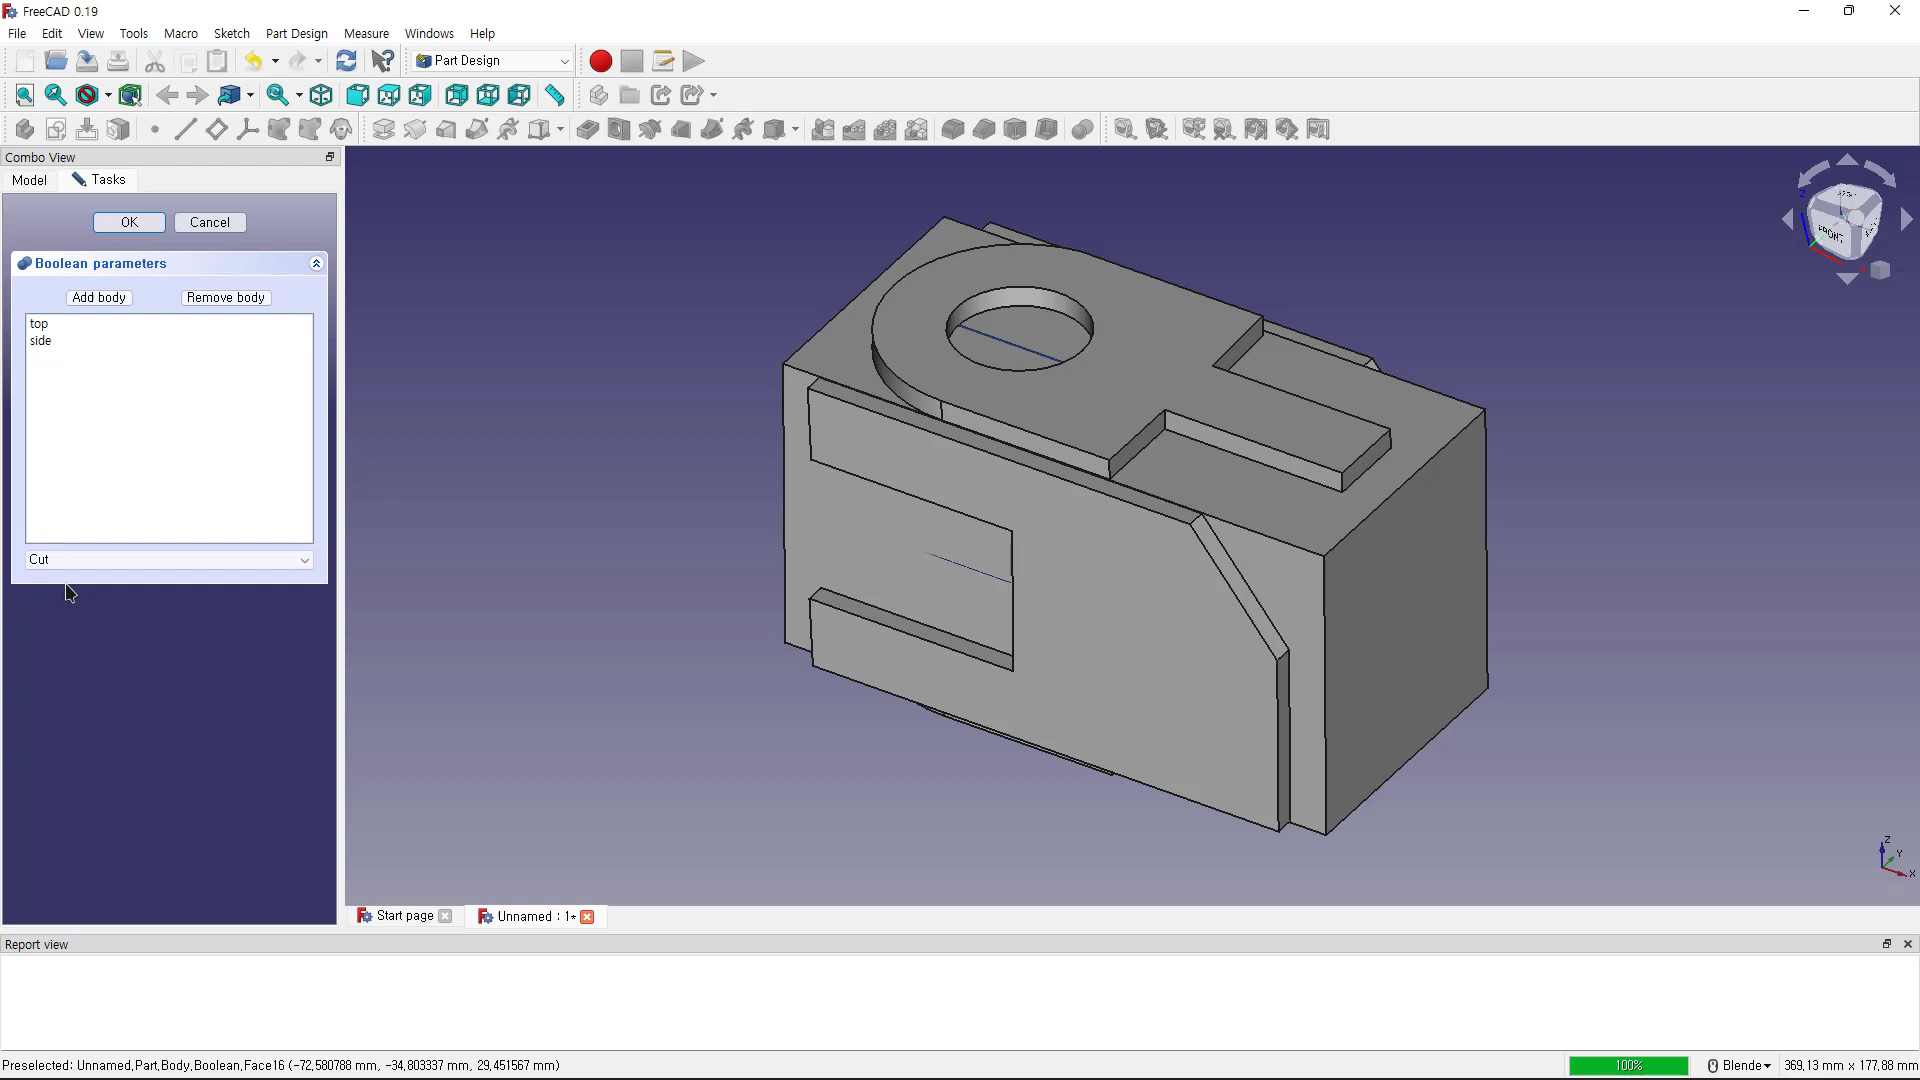 FreeCAD 0.19
File Edit View Tools Macro Sketch Part Design Measure Windows Help
Part Design
Combo View
Model Tasks
OK Cancel
Boolean parameters
Add body Remove body
top
side
Cut
FRONT
Z
Y
X
Start page Unnamed : 1*
Report view
Preselected: Unnamed.Part.Body.Boolean.Face16 (-72,580788 mm, -34,803337 mm, 29,451567 mm)
100% Blende 369,13 mm x 177,88 mm